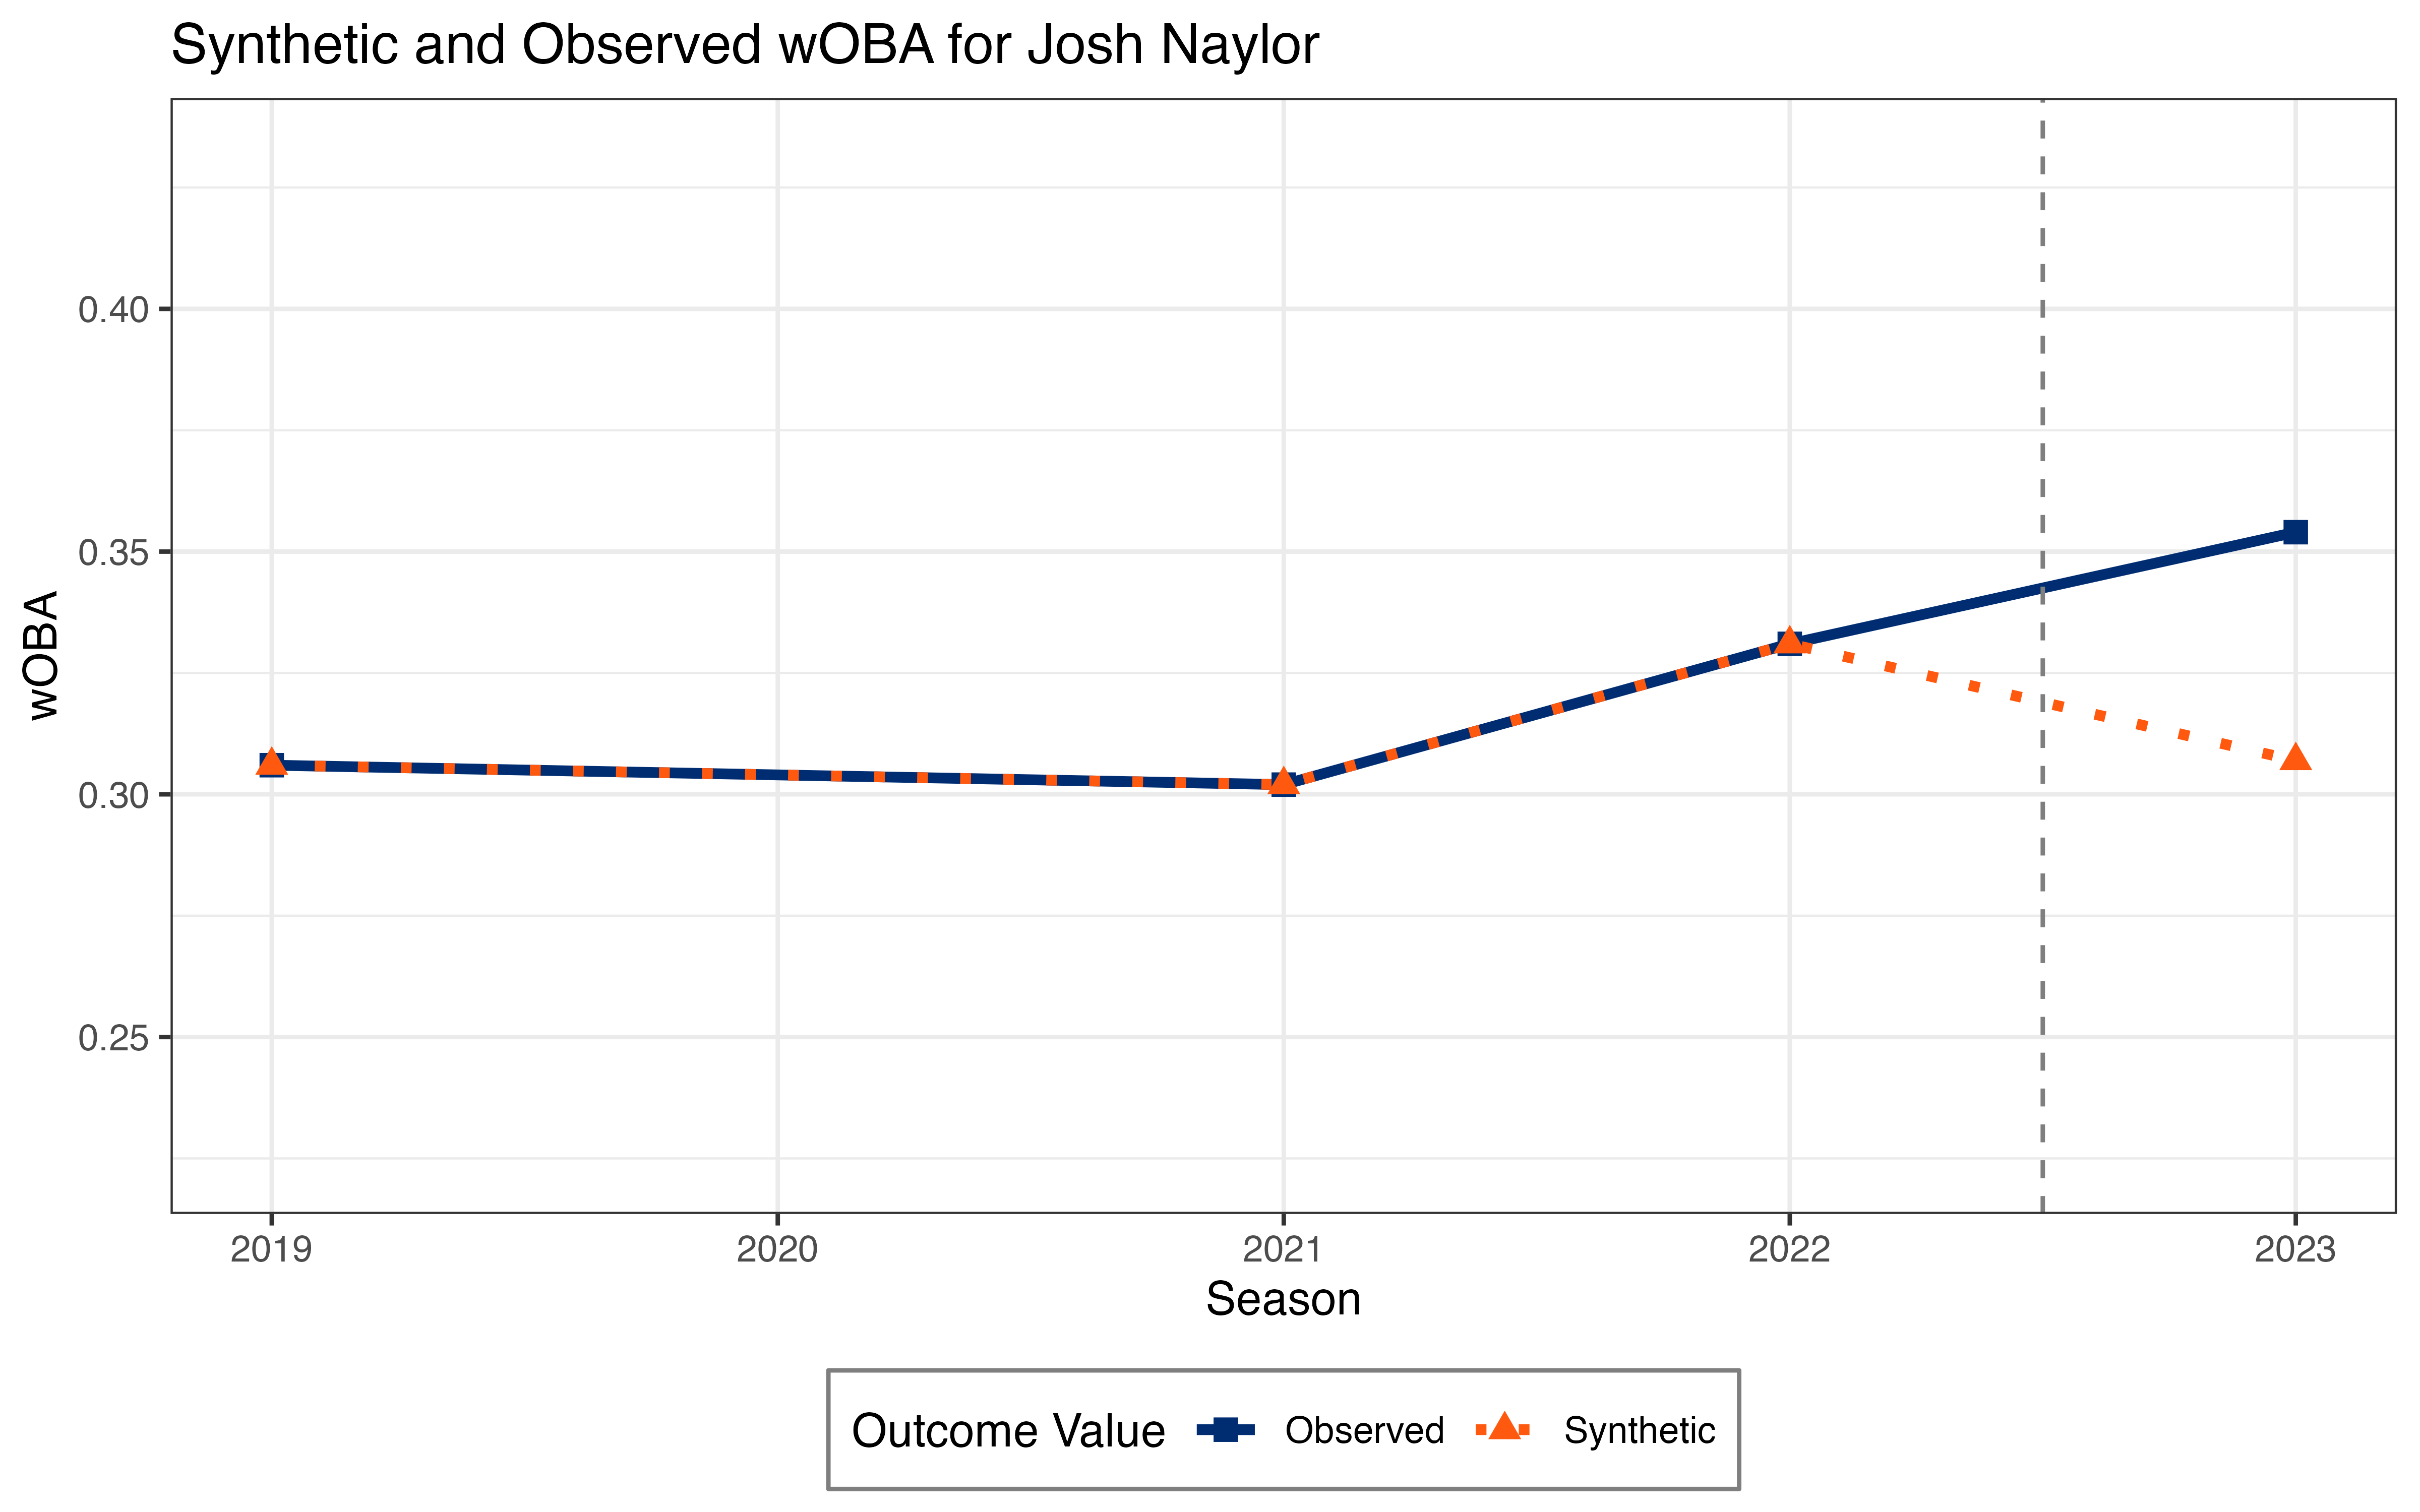 Synthetic and Observed wOBA for Josh Naylor
0.40
0.35
0.30
0.25
wOBA
2019 2020 2021 2022 2023
Season
Outcome Value Observed Synthetic